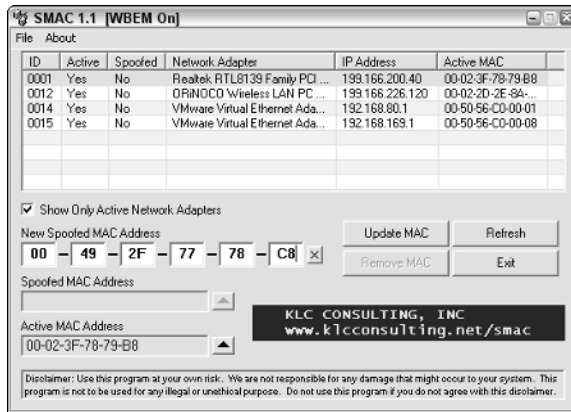 SMAC 1.1 [WBEM On]
File About
ID Active Spoofed Network Adapter IP Address Active MAC
0001 Yes No Realtek RTL8139 Family PCI ... 199.166.200.40 00-02-3F-78-79-B8
0012 Yes No ORiNOCO Wireless LAN PC ... 199.166.226.120 00-02-2D-2E-8A-...
0014 Yes No VMware Virtual Ethernet Ada... 192.168.80.1 00-50-56-C0-00-01
0015 Yes No VMware Virtual Ethernet Ada... 192.168.169.1 00-50-56-C0-00-08
Show Only Active Network Adapters
New Spoofed MAC Address
00 - 49 - 2F - 77 - 78 - C8 X
Update MAC Refresh
Remove MAC Exit
Spoofed MAC Address
KLC CONSULTING, INC
www.klcconsulting.net/smac
Active MAC Address
00-02-3F-78-79-B8
Disclaimer: Use this program at your own risk. We are not responsible for any damage that might occur to your system. This
program is not to be used for any illegal or unethical purpose. Do not use this program if you do not agree with this disclaimer.